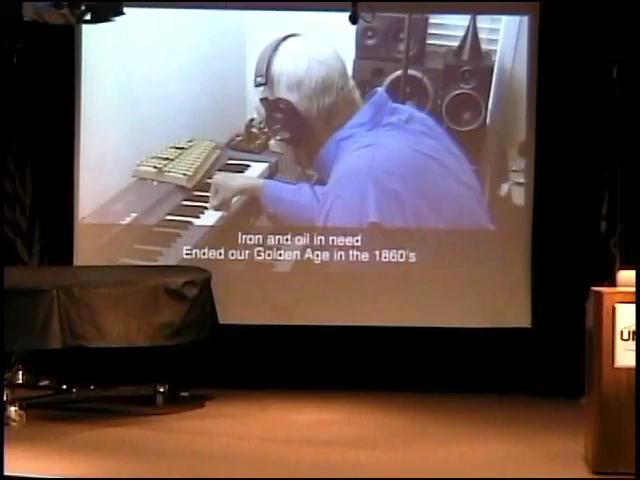 Iron and oil in need
Ended our Golden Age in the 1860's